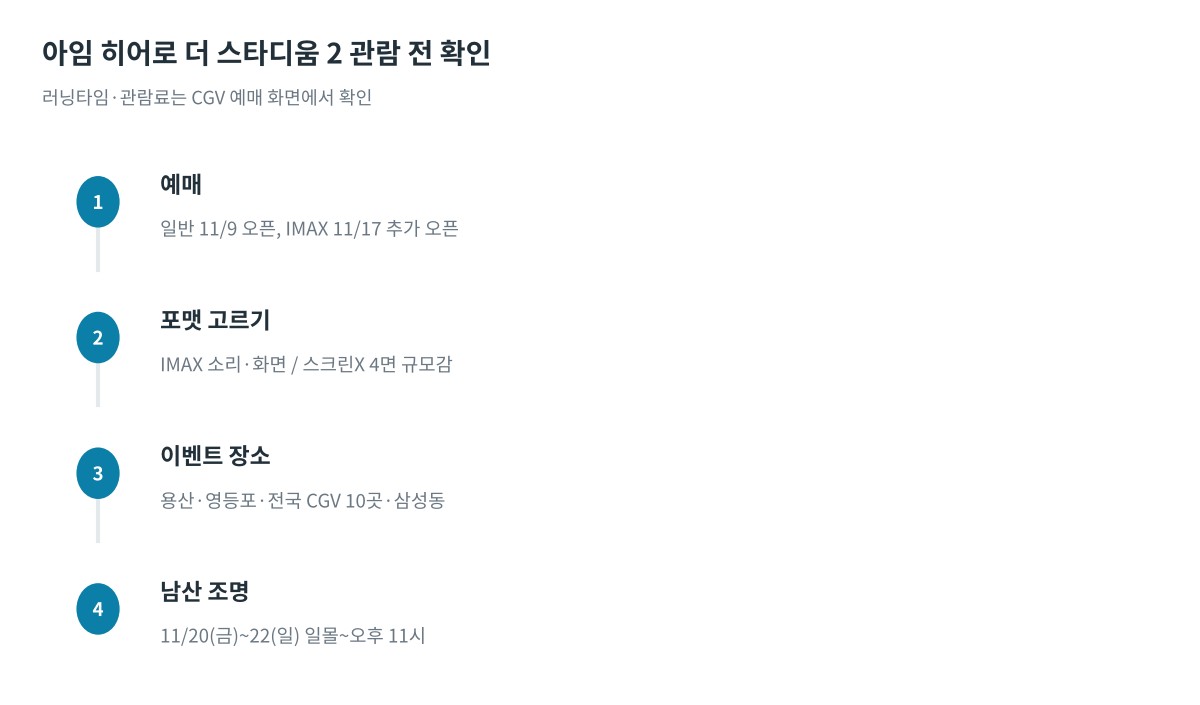 아임 히어로 더 스타디움 2 관람 전 확인
러닝타임·관람료는 CGV 예매 화면에서 확인
1
예매
일반 11/9 오픈, IMAX 11/17 추가 오픈
2
포맷 고르기
IMAX 소리·화면 / 스크린X 4면 규모감
3
이벤트 장소
용산·영등포·전국 CGV 10곳·삼성동
4
남산 조명
11/20(금)~22(일) 일몰~오후 11시